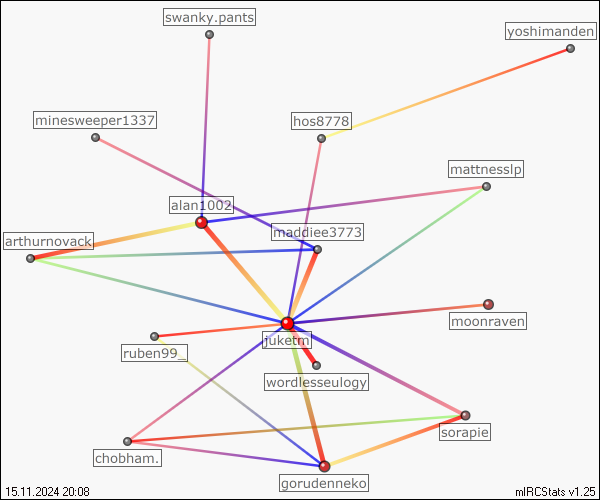 swanky.pants
yoshimanden
minesweeper1337
hos8778
mattnesslp
alan1002
maddiee3773
arthurnovack
moonraven
juketm
ruben99_
wordlesseulogy
sorapie
chobham.
gorudenneko
15.11.2024 20:08
mIRCStats v1.25